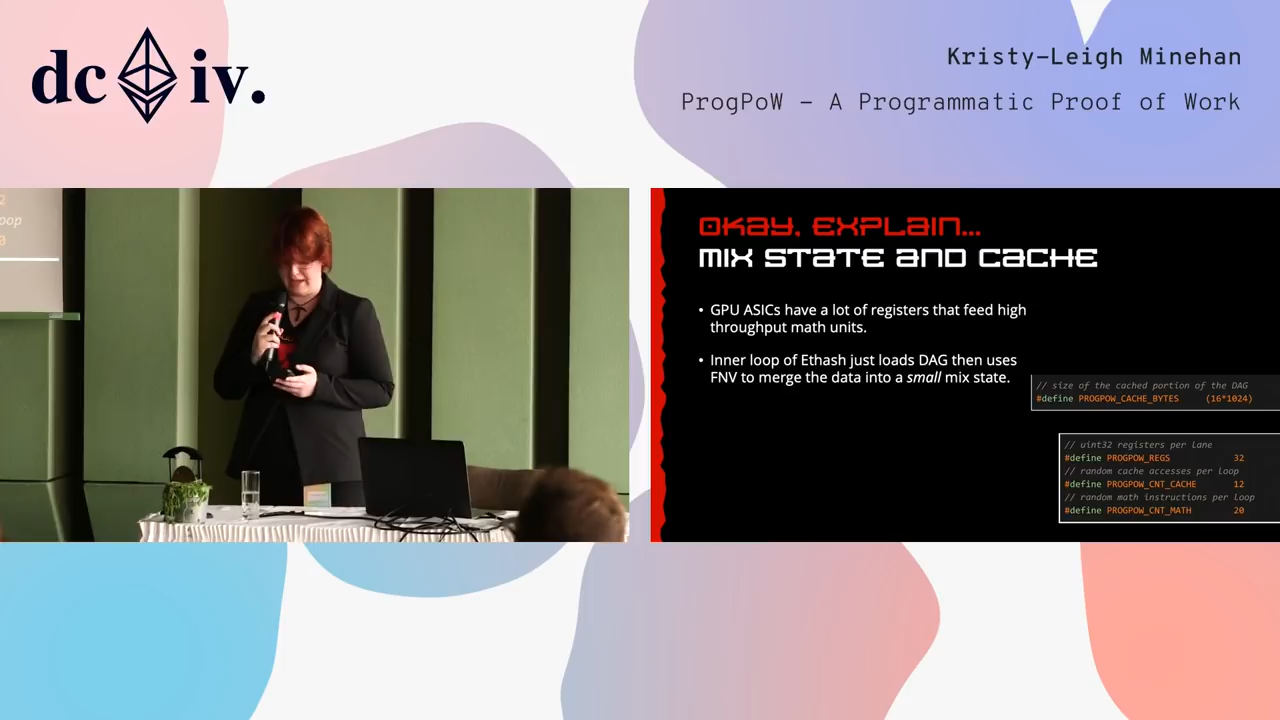 dc iv.
Kristy-Leigh Minehan
ProgPoW - A Programmatic Proof of Work
2
oop
0
OKAY, EXPLAIN...
MIX STATE AND CACHE
• GPU ASICs have a lot of registers that feed high
throughput math units.
• Inner loop of Ethash just loads DAG then uses
FNV to merge the data into a small mix state.
// size of the cached portion of the DAG
#define PROGPOW_CACHE_BYTES (16*1024)
// uint32 registers per lane
#define PROGPOW_REGS 32
// random cache accesses per loop
#define PROGPOW_CNT_CACHE 12
// random math instructions per loop
#define PROGPOW_CNT_MATH 20